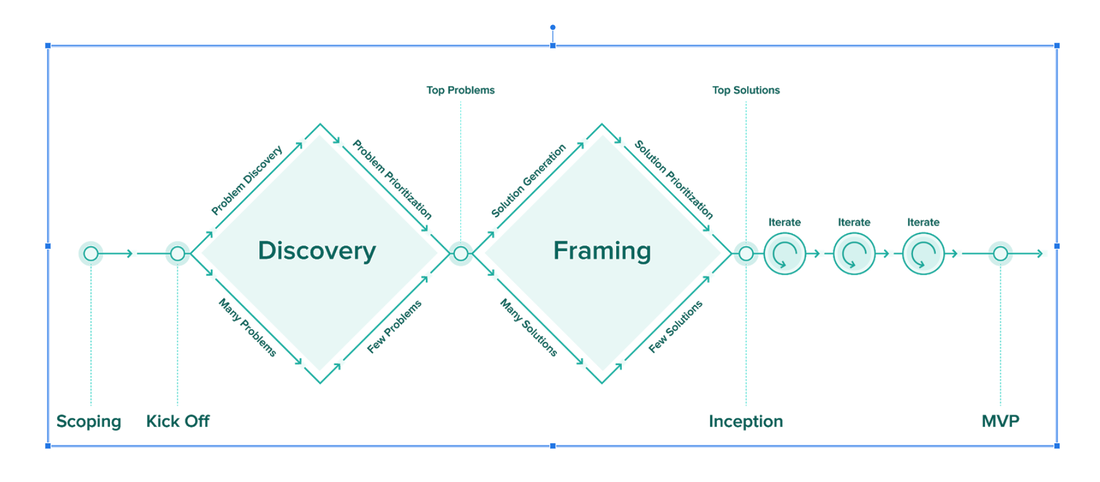 Top Problems
Top Solutions
Problem Discovery
Problem Prioritization
Solution Generation
Solution Prioritization
Iterate
Iterate
Iterate
Discovery
Framing
Many Problems
Few Problems
Many Solutions
Few Solutions
Scoping
Kick Off
Inception
MVP